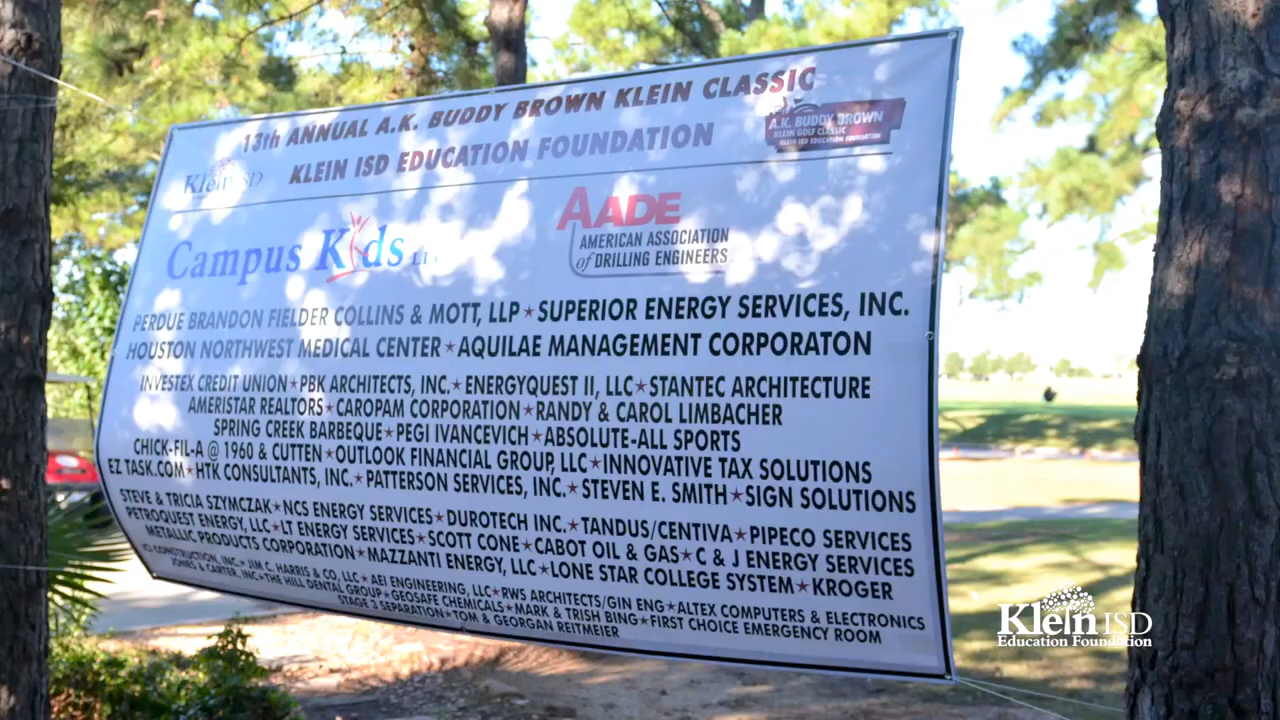 13th ANNUAL A.K. BUDDY BROWN KLEIN CLASSIC
KLEIN ISD EDUCATION FOUNDATION
Klein ISD
A.K. BUDDY BROWN
KLEIN GOLF CLASSIC
KLEIN ISD EDUCATION FOUNDATION
Campus Kids LLC
AADE
AMERICAN ASSOCIATION
of DRILLING ENGINEERS
PERDUE BRANDON FIELDER COLLINS & MOTT, LLP ★ SUPERIOR ENERGY SERVICES, INC.
HOUSTON NORTHWEST MEDICAL CENTER ★ AQUILAE MANAGEMENT CORPORATON
INVESTEX CREDIT UNION ★ PBK ARCHITECTS, INC. ★ ENERGYQUEST II, LLC ★ STANTEC ARCHITECTURE
AMERISTAR REALTORS ★ CAROPAM CORPORATION ★ RANDY & CAROL LIMBACHER
SPRING CREEK BARBEQUE ★ PEGI IVANCEVICH ★ ABSOLUTE-ALL SPORTS
CHICK-FIL-A @ 1960 & CUTTEN ★ OUTLOOK FINANCIAL GROUP, LLC ★ INNOVATIVE TAX SOLUTIONS
EZ TASK.COM ★ HTK CONSULTANTS, INC. ★ PATTERSON SERVICES, INC. ★ STEVEN E. SMITH ★ SIGN SOLUTIONS
STEVE & TRICIA SZYMCZAK ★ NCS ENERGY SERVICES ★ DUROTECH INC. ★ TANDUS/CENTIVA ★ PIPECO SERVICES
PETROQUEST ENERGY, LLC ★ LT ENERGY SERVICES ★ SCOTT CONE ★ CABOT OIL & GAS ★ C & J ENERGY SERVICES
METALLIC PRODUCTS CORPORATION ★ MAZZANTI ENERGY, LLC ★ LONE STAR COLLEGE SYSTEM ★ KROGER
ICI CONSTRUCTION, INC. ★ JIM C. HARRIS & CO, LLC ★ AEI ENGINEERING, LLC ★ RWS ARCHITECTS/GIN ENG ★ ALTEX COMPUTERS & ELECTRONICS
JONES & CARTER, INC ★ THE HILL DENTAL GROUP ★ GEOSAFE CHEMICALS ★ MARK & TRISH BING ★ FIRST CHOICE EMERGENCY ROOM
STAGE 3 SEPARATION ★ TOM & GEORGAN REITMEIER
Klein ISD
Education Foundation